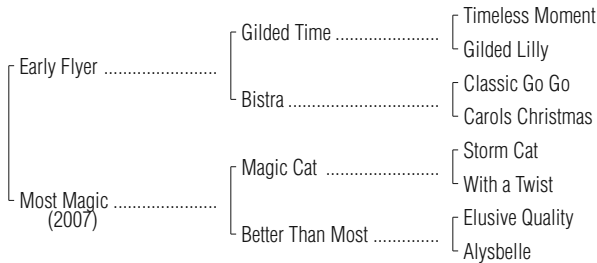 Timeless Moment
Gilded Time ..................
Gilded Lilly
Early Flyer ....................
Classic Go Go
Bistra ..........................
Carols Christmas
Storm Cat
Magic Cat ....................
With a Twist
Most Magic ..................
(2007)
Elusive Quality
Better Than Most ............
Alysbelle